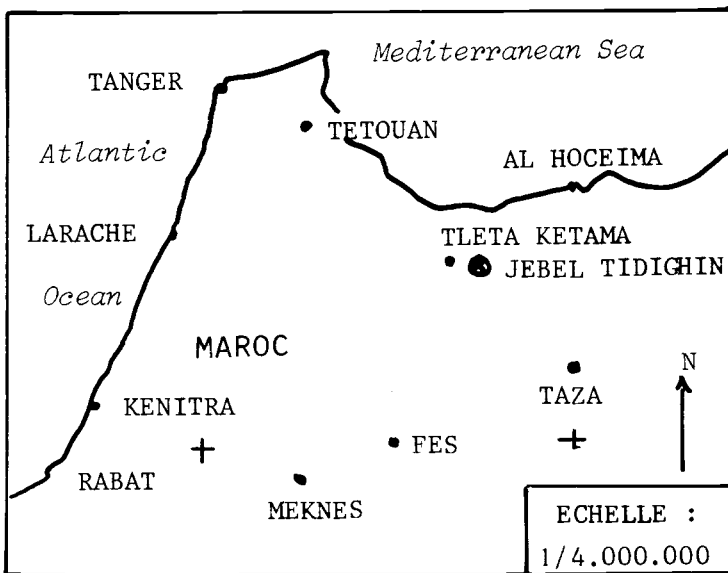 Mediterranean Sea
TANGER
TETOUAN
Atlantic
AL HOCEIMA
LARACHE
TLETA KETAMA
JEBEL TIDIGHIN
Ocean
MAROC
N
KENITRA
TAZA
FES
RABAT
MEKNES
ECHELLE :
1/4.000.000